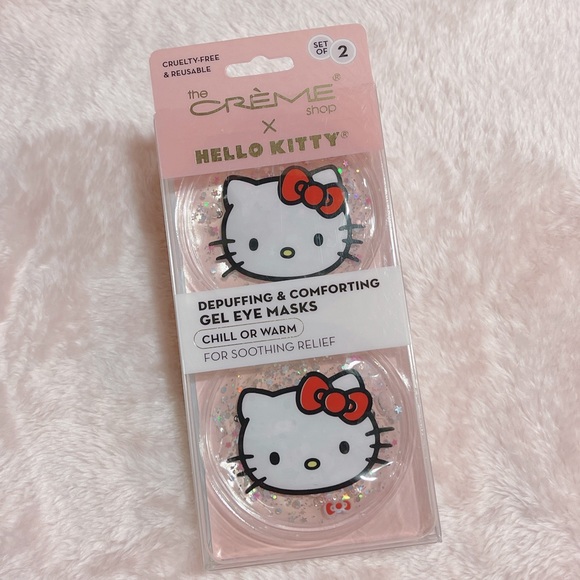 CRUELTY-FREE
& REUSABLE
SET OF 2
the
CRÈME®
shop
×
HELLO KITTY®
DEPUFFING & COMFORTING
GEL EYE MASKS
CHILL OR WARM
FOR SOOTHING RELIEF